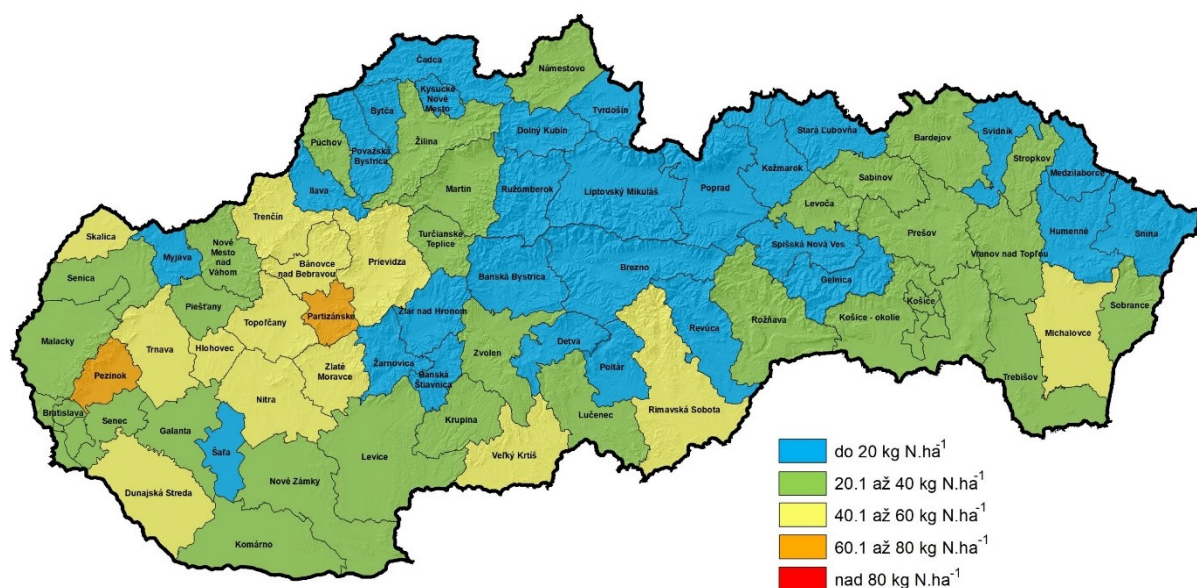 Čadca
Námestovo
Kysucké
Nové
Mesto
Bytča
Tvrdošín
Dolný Kubín
Stará Ľubovňa
Svidník
Bardejov
Púchov
Považská
Bystrica
Žilina
Kežmarok
Stropkov
Medzilaborce
Ilava
Martin
Ružomberok
Liptovský Mikuláš
Poprad
Sabinov
Levoča
Trenčín
Turčianske
Teplice
Prešov
Humenné
Snina
Skalica
Myjava
Nové
Mesto
nad
Váhom
Bánovce
nad Bebravou
Prievidza
Spišská Nová Ves
Vranov nad Topľou
Senica
Banská Bystrica
Brezno
Gelnica
Piešťany
Partizánske
Žiar nad Hronom
Košice
Sobrance
Topoľčany
Rožňava
Košice - okolie
Michalovce
Malacky
Trnava
Hlohovec
Zlaté
Moravce
Žarnovica
Zvolen
Detva
Revúca
Pezinok
Banská
Štiavnica
Poltár
Trebišov
Nitra
Rimavská Sobota
Bratislava
Senec
Galanta
Krupina
Lučenec
Šaľa
Levice
Veľký Krtíš
Dunajská Streda
Nové Zámky
Komárno
do 20 kg N.ha-1
20.1 až 40 kg N.ha-1
40.1 až 60 kg N.ha-1
60.1 až 80 kg N.ha-1
nad 80 kg N.ha-1